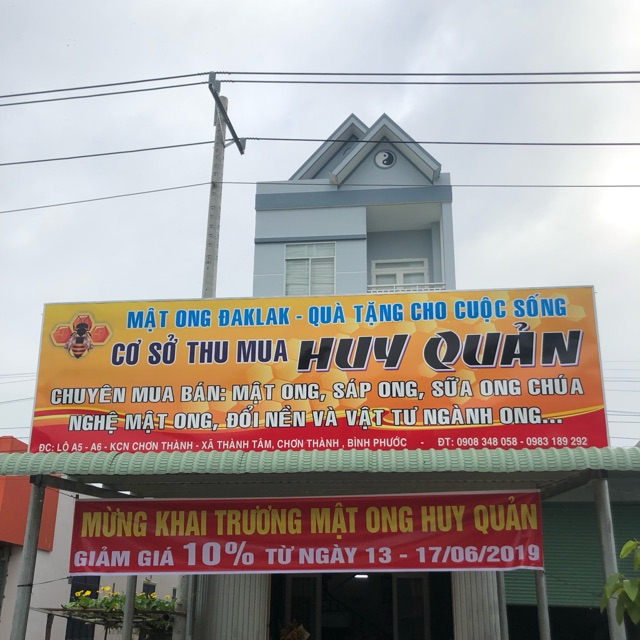 MẬT ONG ĐAKLAK - QUÀ TẶNG CHO CUỘC SỐNG
CƠ SỞ THU MUA HUY QUẢN
CHUYÊN MUA BÁN: MẬT ONG, SÁP ONG, SỮA ONG CHÚA
NGHỆ MẬT ONG, ĐỔI NỀN VÀ VẬT TƯ NGÀNH ONG...
ĐC: LÔ A5 - A6 - KCN CHƠN THÀNH - XÃ THÀNH TÂM, CHƠN THÀNH , BÌNH PHƯỚC - ĐT: 0908 348 058 - 0983 189 292
MỪNG KHAI TRƯƠNG MẬT ONG HUY QUẢN
GIẢM GIÁ 10% TỪ NGÀY 13 - 17/06/2019